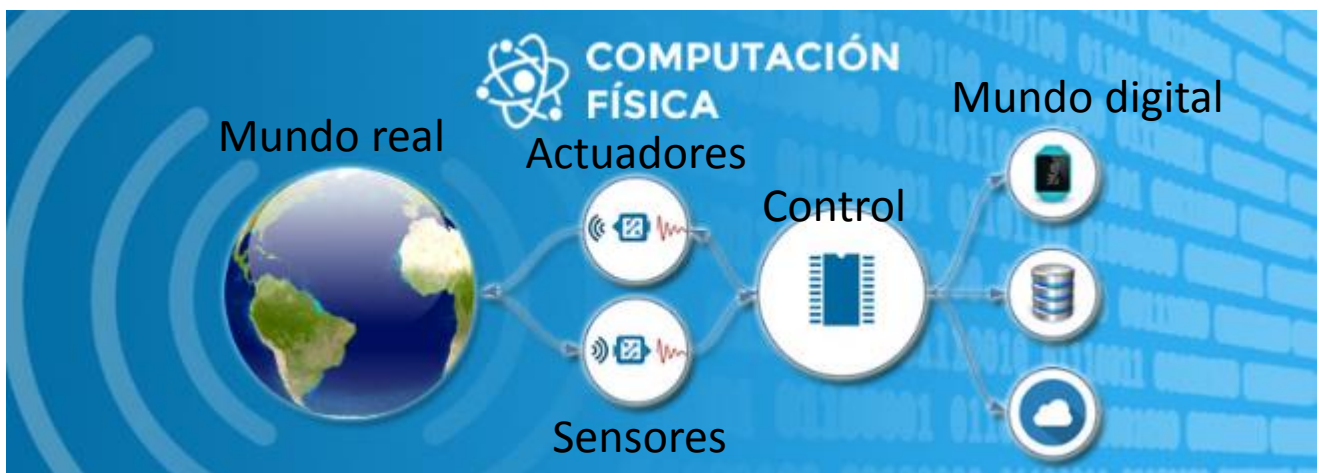 COMPUTACIÓN
FÍSICA
Mundo real
Actuadores
Mundo digital
Control
Sensores